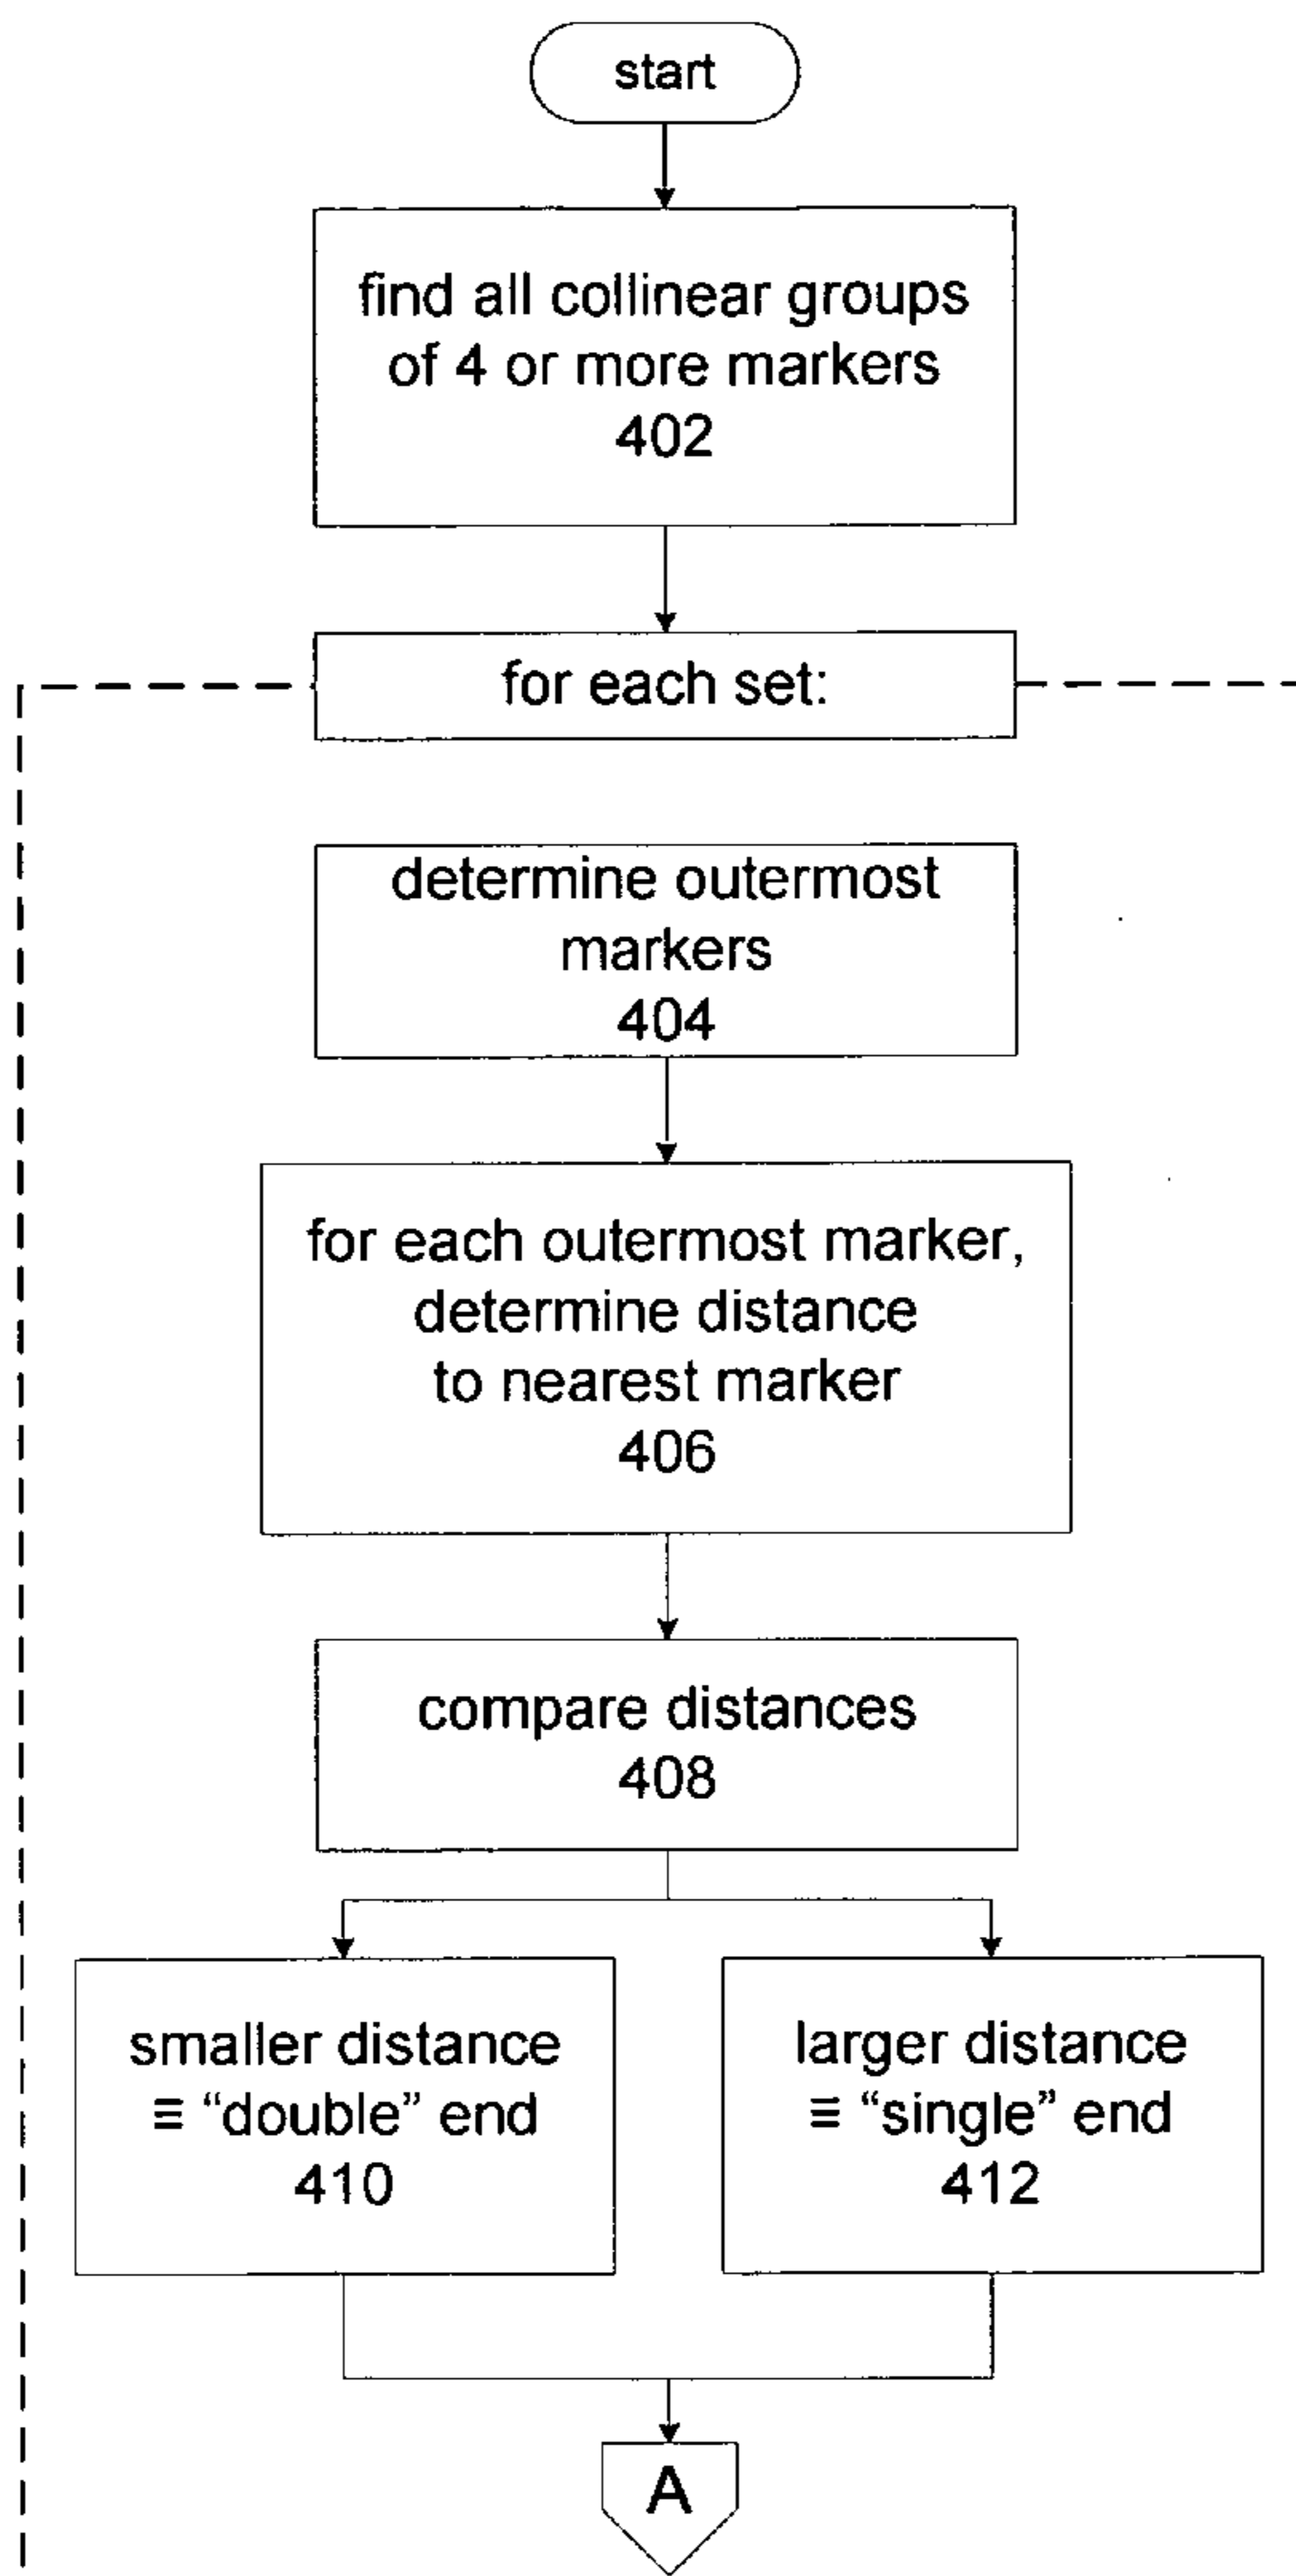 start
find all collinear groups
of 4 or more markers
402
for each set:
determine outermost
markers
404
for each outermost marker,
determine distance
to nearest marker
406
compare distances
408
smaller distance
≡ “double” end
410
larger distance
≡ “single” end
412
A